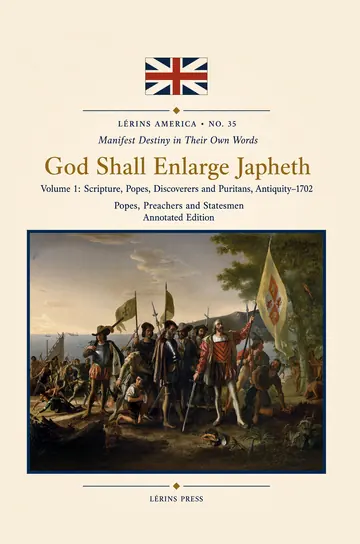 LÉRINS AMERICA • NO. 35
Manifest Destiny in Their Own Words
God Shall Enlarge Japheth
Volume 1: Scripture, Popes, Discoverers and Puritans, Antiquity–1702
Popes, Preachers and Statesmen
Annotated Edition
LÉRINS PRESS